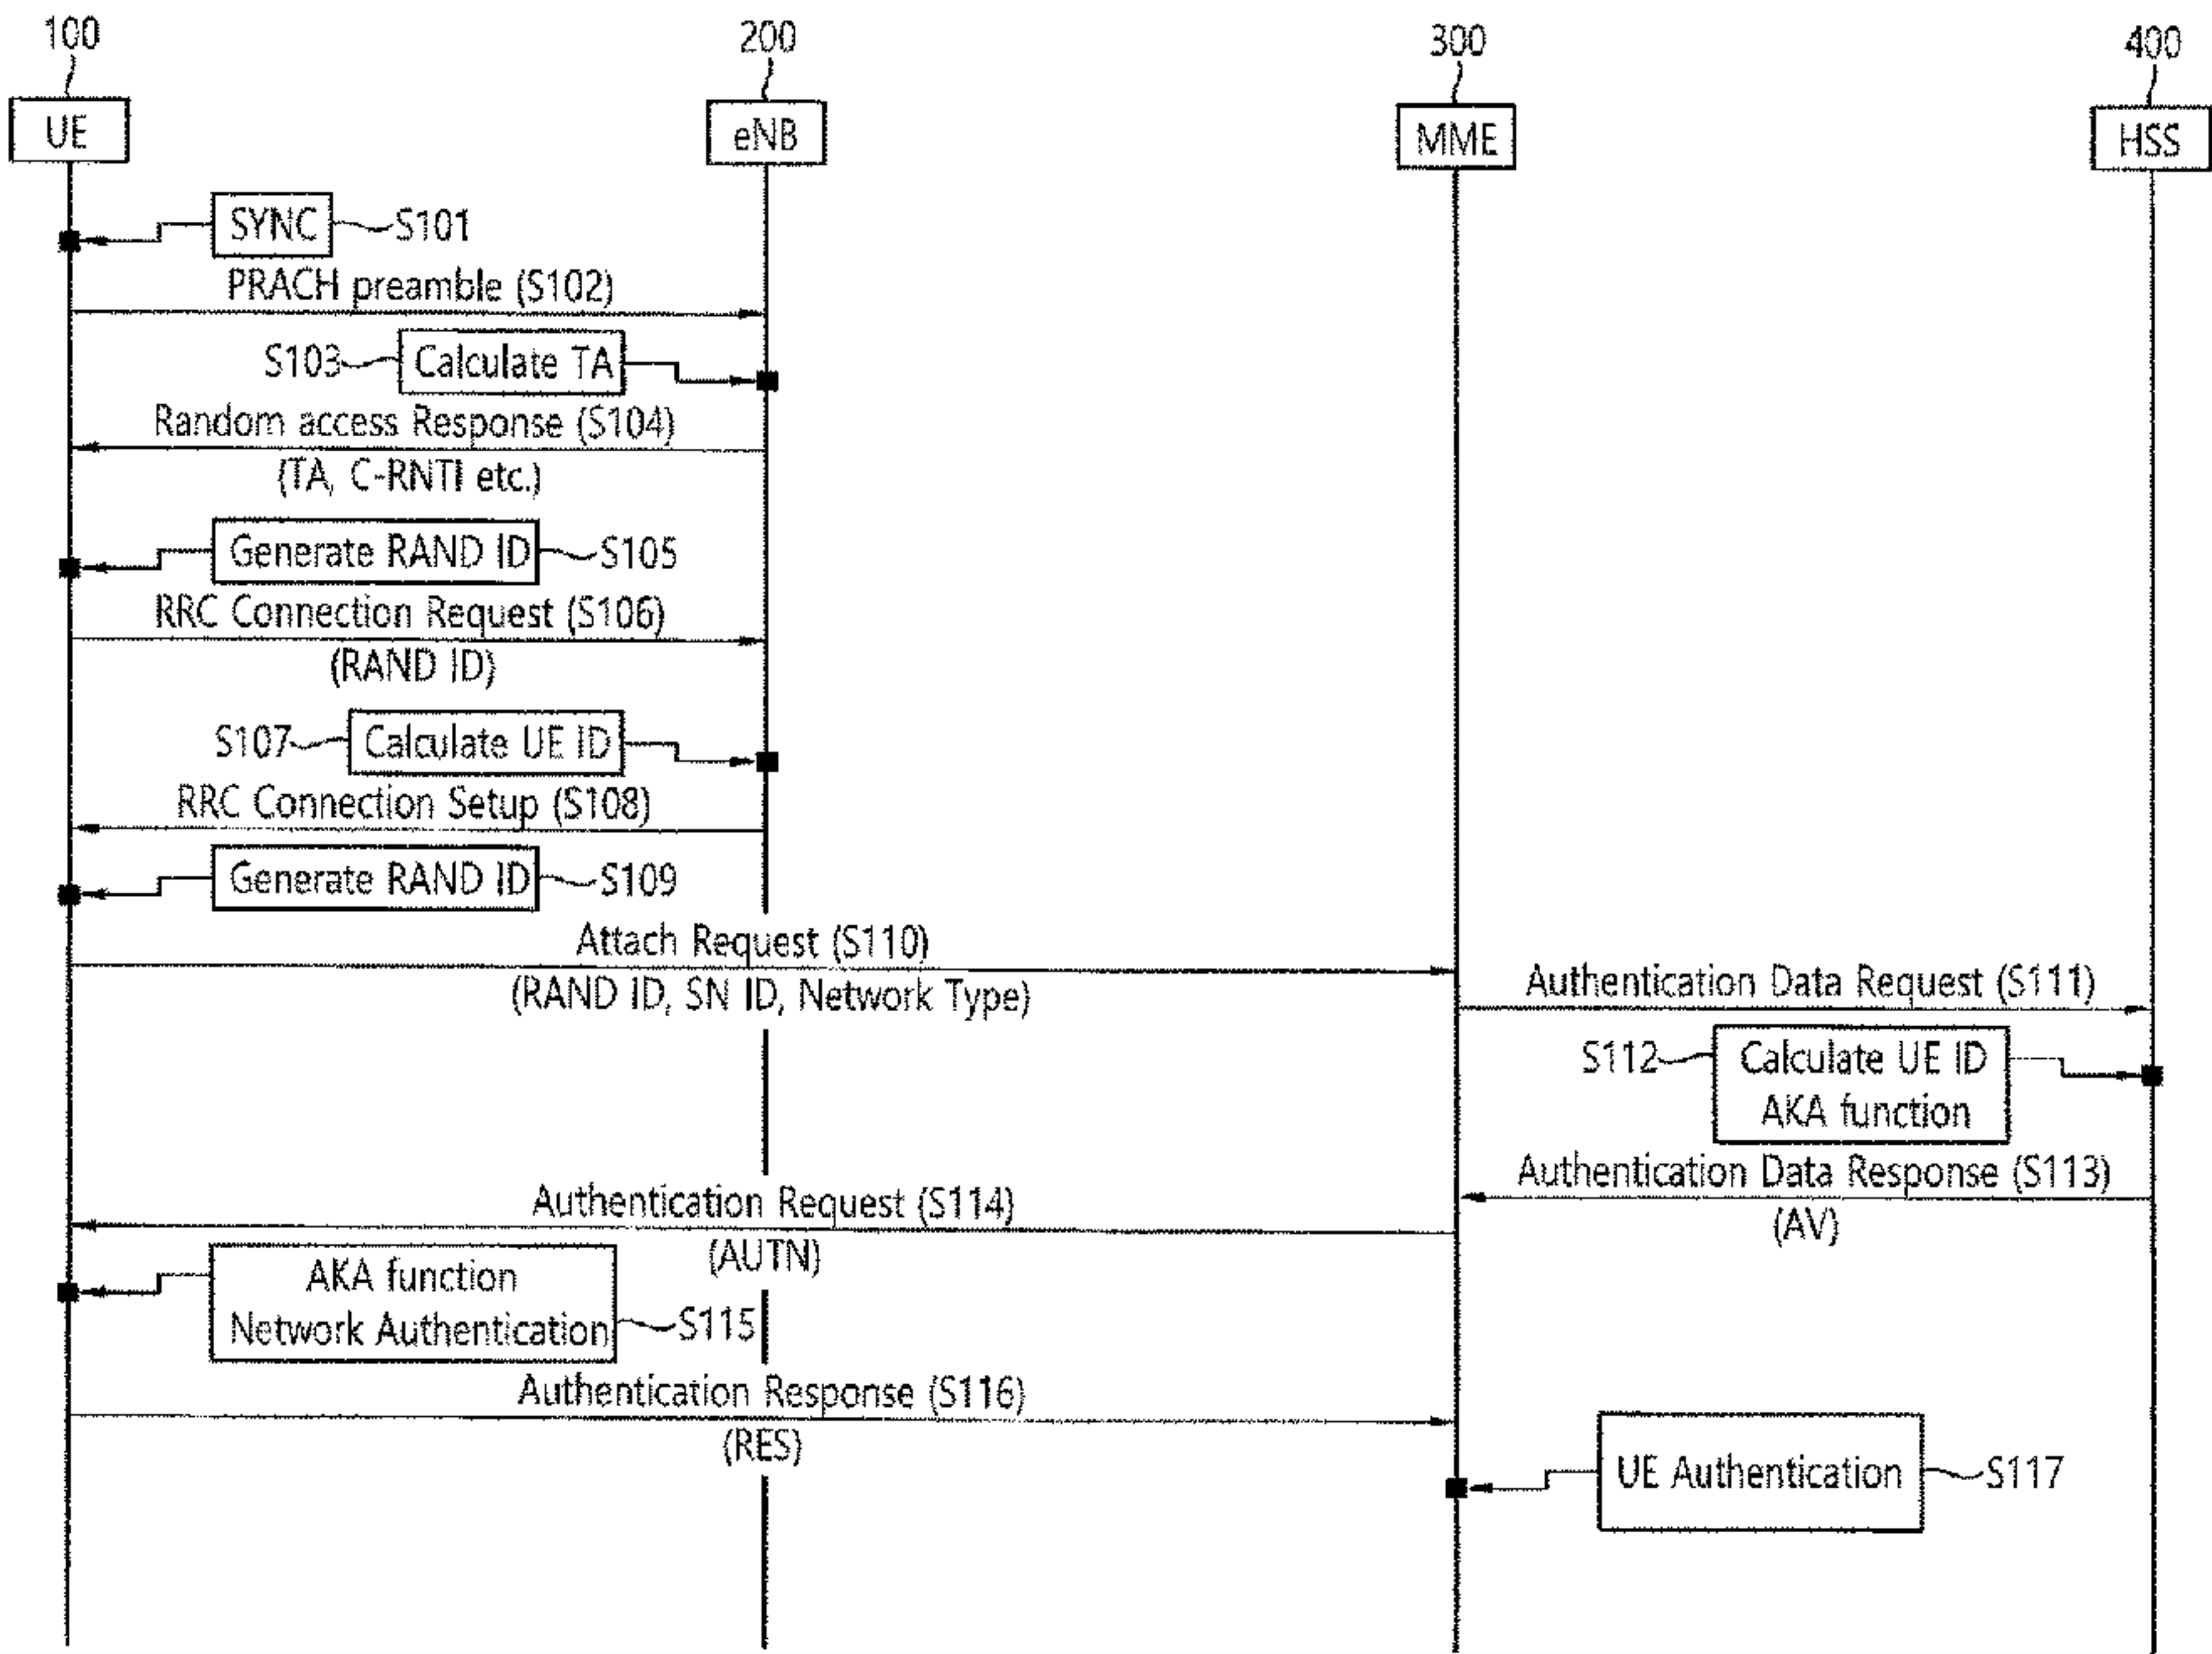 100
200
300
400
UE
eNB
MME
HSS
SYNC
S101
PRACH preamble (S102)
S103
Calculate TA
Random access Response (S104)
(TA, C-RNTI etc.)
Generate RAND ID
S105
RRC Connection Request (S106)
(RAND ID)
S107
Calculate UE ID
RRC Connection Setup (S108)
Generate RAND ID
S109
Attach Request (S110)
(RAND ID, SN ID, Network Type)
Authentication Data Request (S111)
S112
Calculate UE ID
AKA function
Authentication Data Response (S113)
(AV)
Authentication Request (S114)
(AUTN)
AKA function
Network Authentication
S115
Authentication Response (S116)
(RES)
UE Authentication
S117